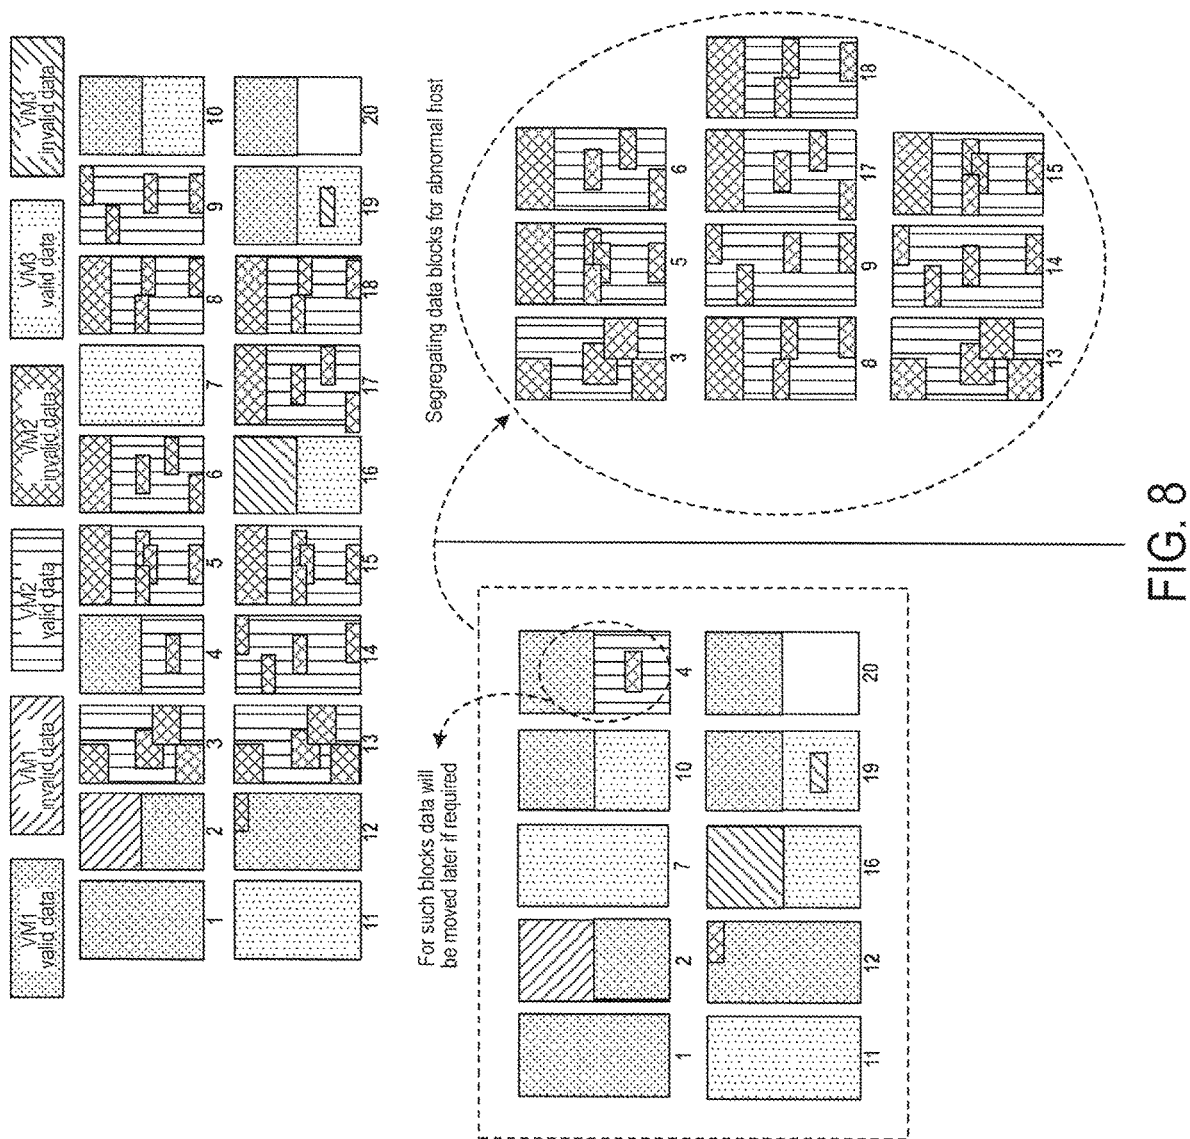 VM1
valid data
VM1
invalid data
VM2
valid data
VM2
invalid data
VM3
valid data
VM3
invalid data
1
2
3
4
5
6
7
8
9
10
11
12
13
14
15
16
17
18
19
20
For such blocks data will
be moved later if required
1
2
7
10
4
11
12
16
19
20
Segregating data blocks for abnormal host
3
5
6
8
9
17
18
13
14
15
FIG. 8